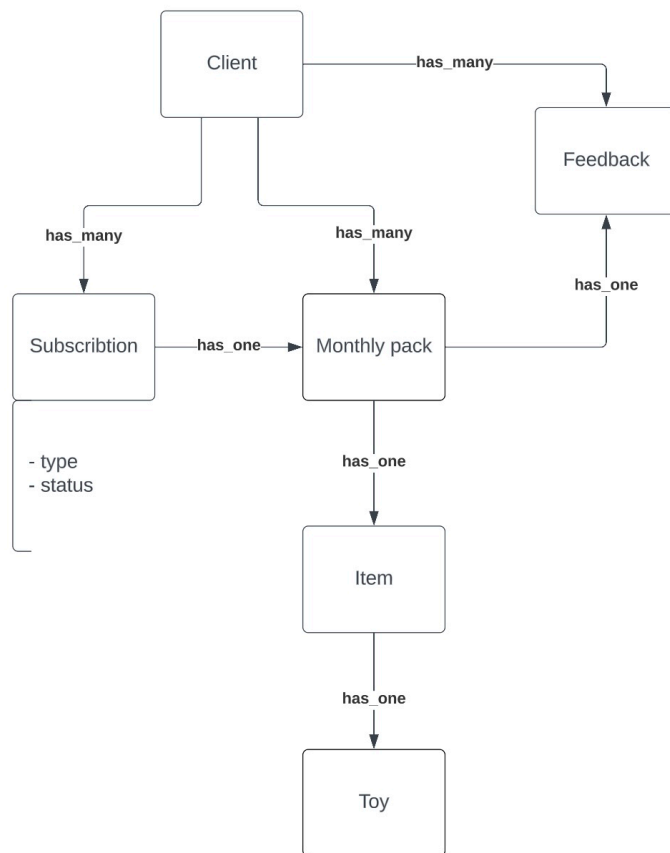 Client
has_many
Feedback
has_many
has_many
has_one
Subscribtion
has_one
Monthly pack
- type
- status
has_one
Item
has_one
Toy